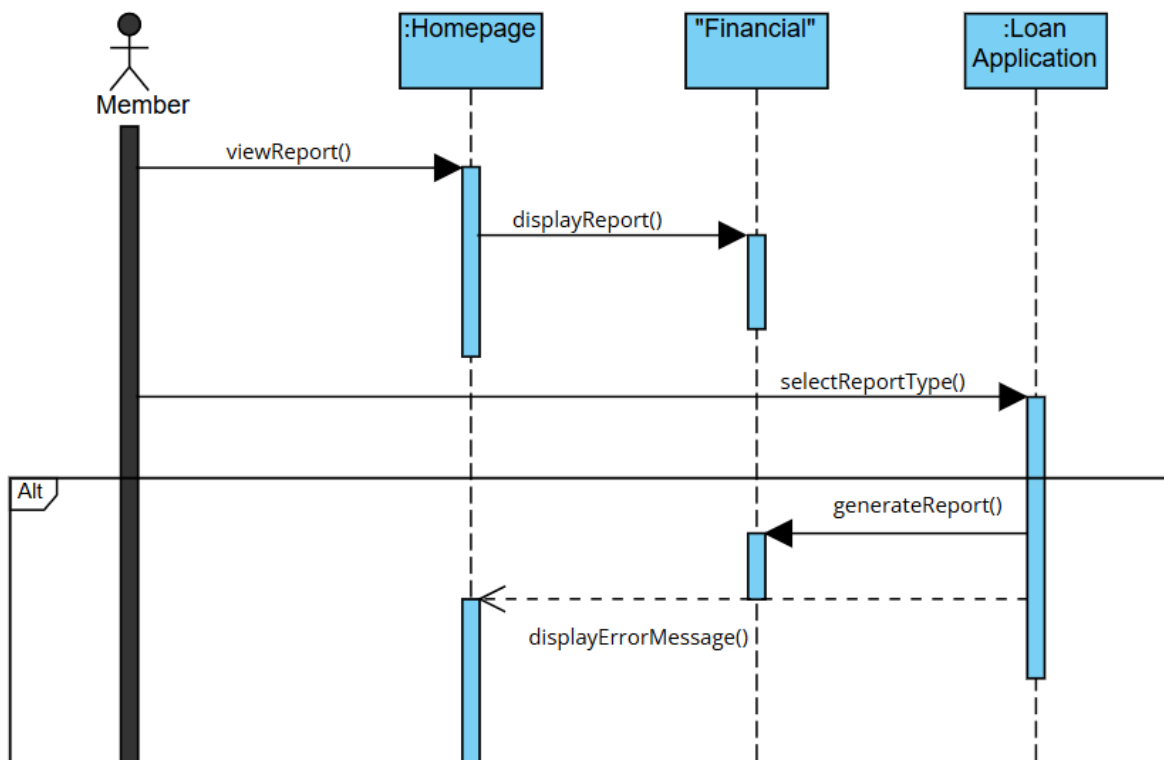 :Homepage
"Financial"
:Loan
Application
Member
viewReport()
displayReport()
selectReportType()
Alt
generateReport()
displayErrorMessage()